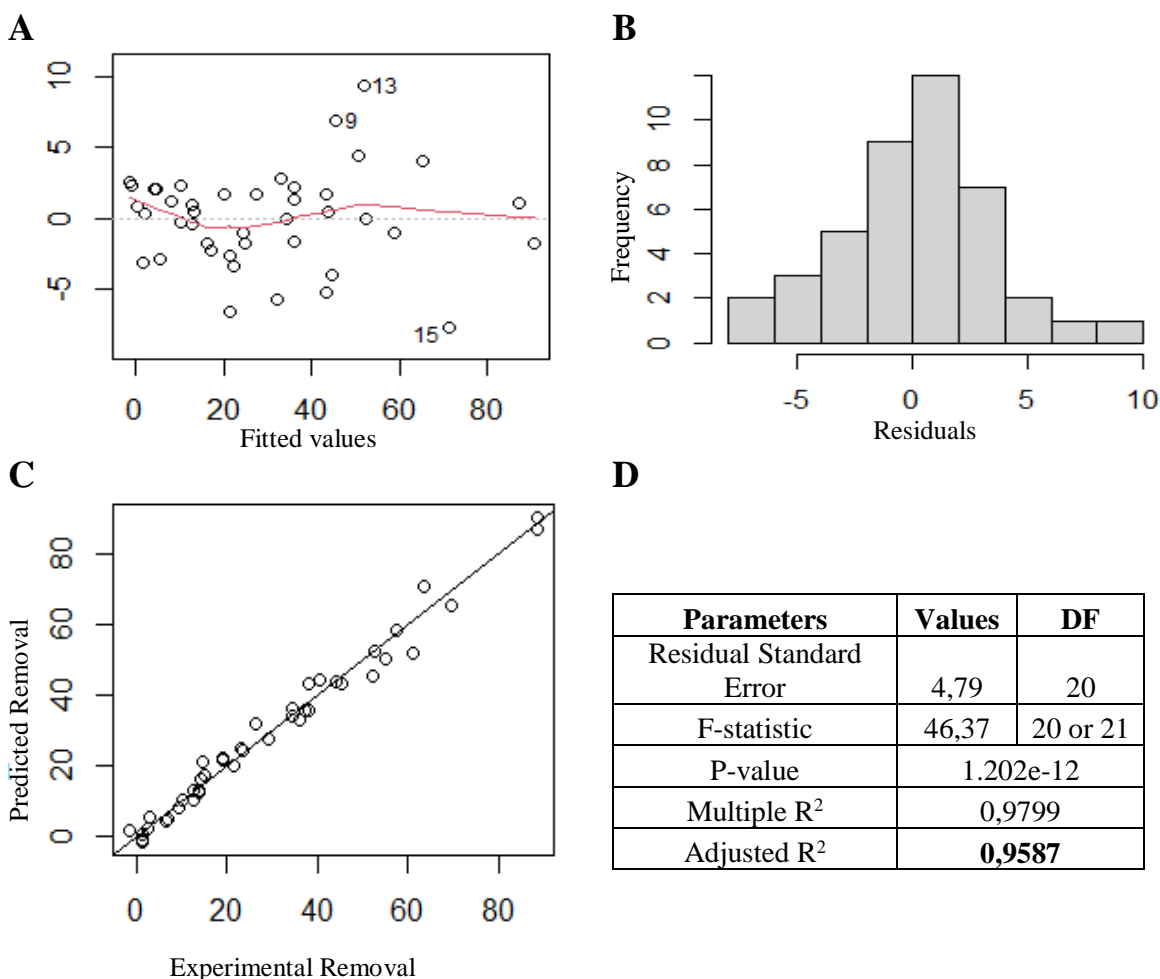 A
10
5
0
-5
13
9
15
0 20 40 60 80
Fitted values
B
Frequency
10
8
6
4
2
0
-5 0 5 10
Residuals
C
Predicted Removal
80
60
40
20
0
0 20 40 60 80
Experimental Removal
D
Parameters Values DF
Residual Standard
Error 4,79 20
F-statistic 46,37 20 or 21
P-value 1.202e-12
Multiple R² 0,9799
Adjusted R² 0,9587